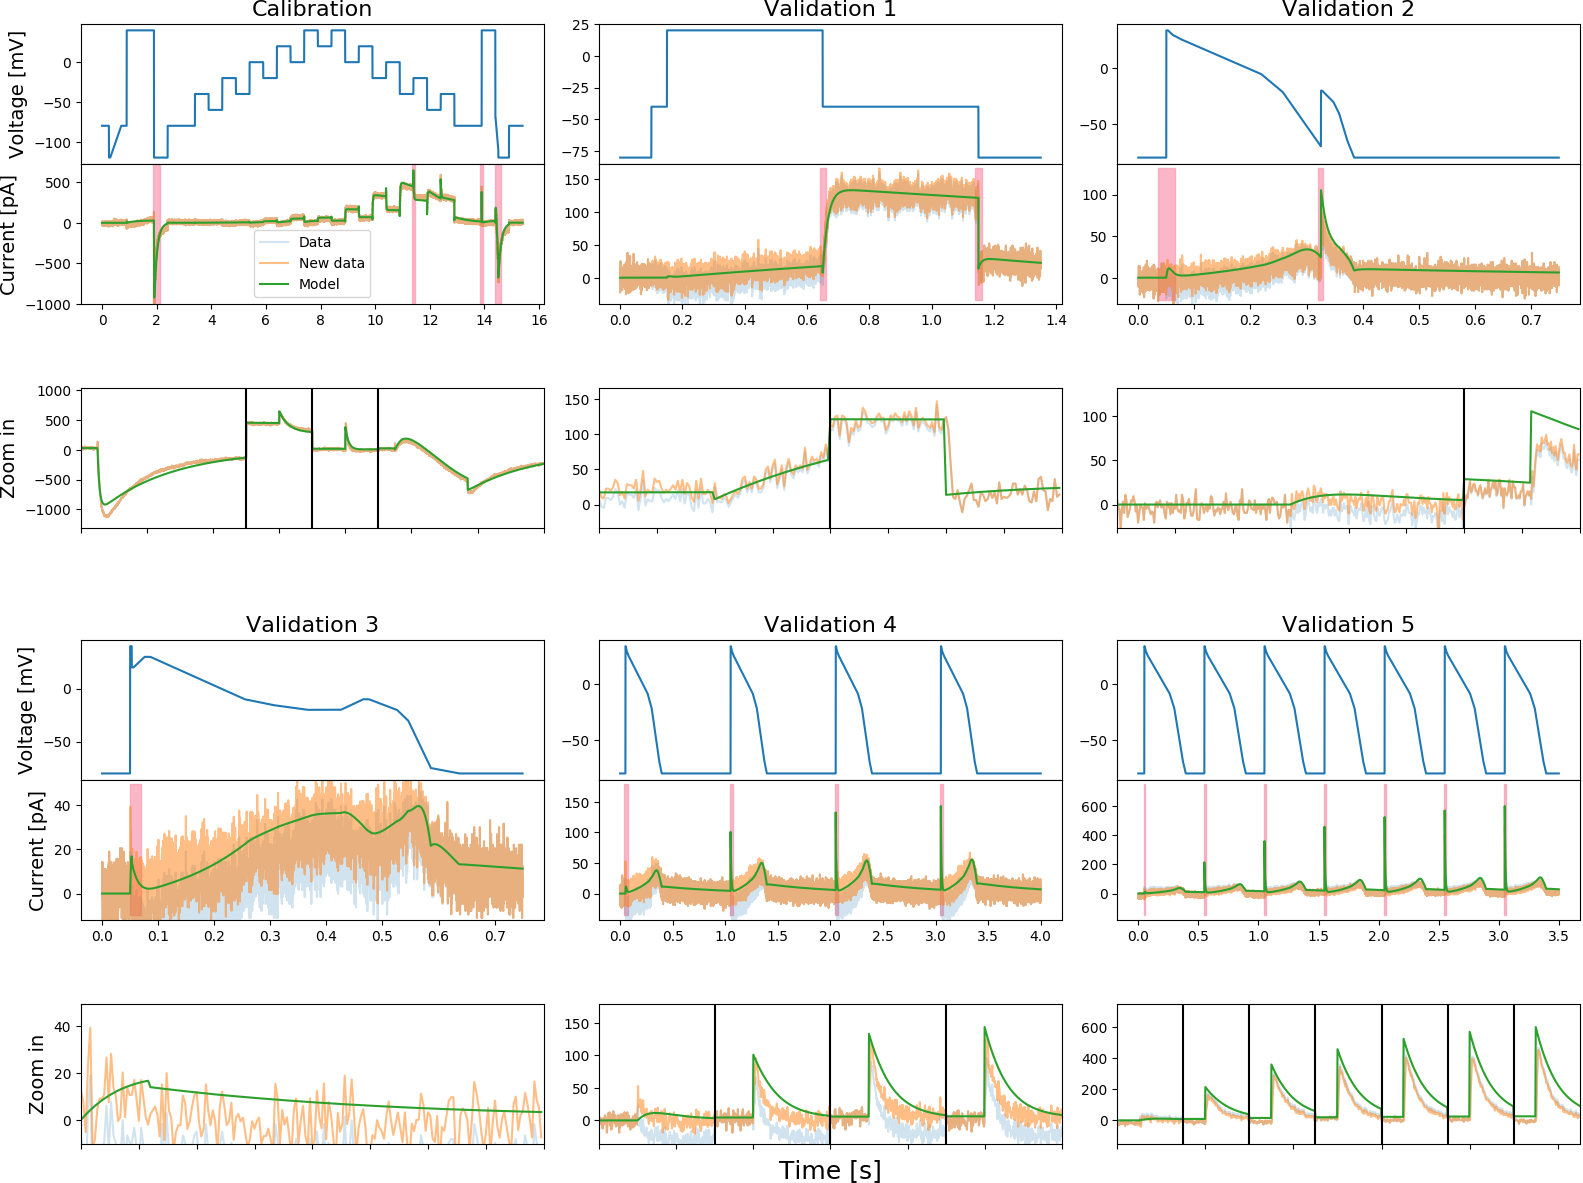 Calibration
Validation 1
Validation 2
Voltage [mV]
0
−50
−100
25
0
−25
−50
−75
0
−50
Current [pA]
500
0
−500
−1000
Data
New data
Model
0 2 4 6 8 10 12 14 16
150
100
50
0
0.0 0.2 0.4 0.6 0.8 1.0 1.2 1.4
100
50
0
0.0 0.1 0.2 0.3 0.4 0.5 0.6 0.7
Zoom in
1000
500
0
−500
−1000
150
100
50
0
100
50
0
Validation 3
Validation 4
Validation 5
Voltage [mV]
0
−50
0
−50
0
−50
Current [pA]
40
20
0
0.0 0.1 0.2 0.3 0.4 0.5 0.6 0.7
150
100
50
0
0.0 0.5 1.0 1.5 2.0 2.5 3.0 3.5 4.0
600
400
200
0
0.0 0.5 1.0 1.5 2.0 2.5 3.0 3.5
Zoom in
40
20
0
150
100
50
0
600
400
200
0
Time [s]